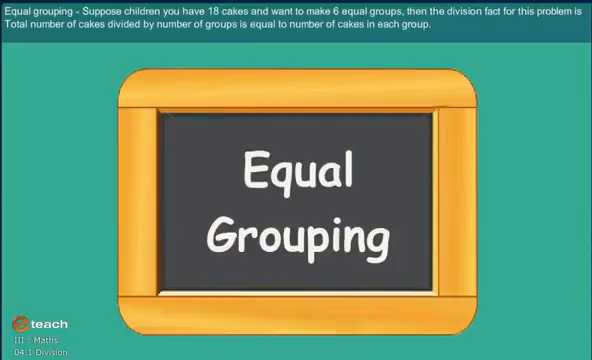 Equal grouping - Suppose children you have 18 cakes and want to make 6 equal groups, then the division fact for this problem is
Total number of cakes divided by number of groups is equal to number of cakes in each group.
Equal
Grouping
e teach
III : Maths
04.1 Division